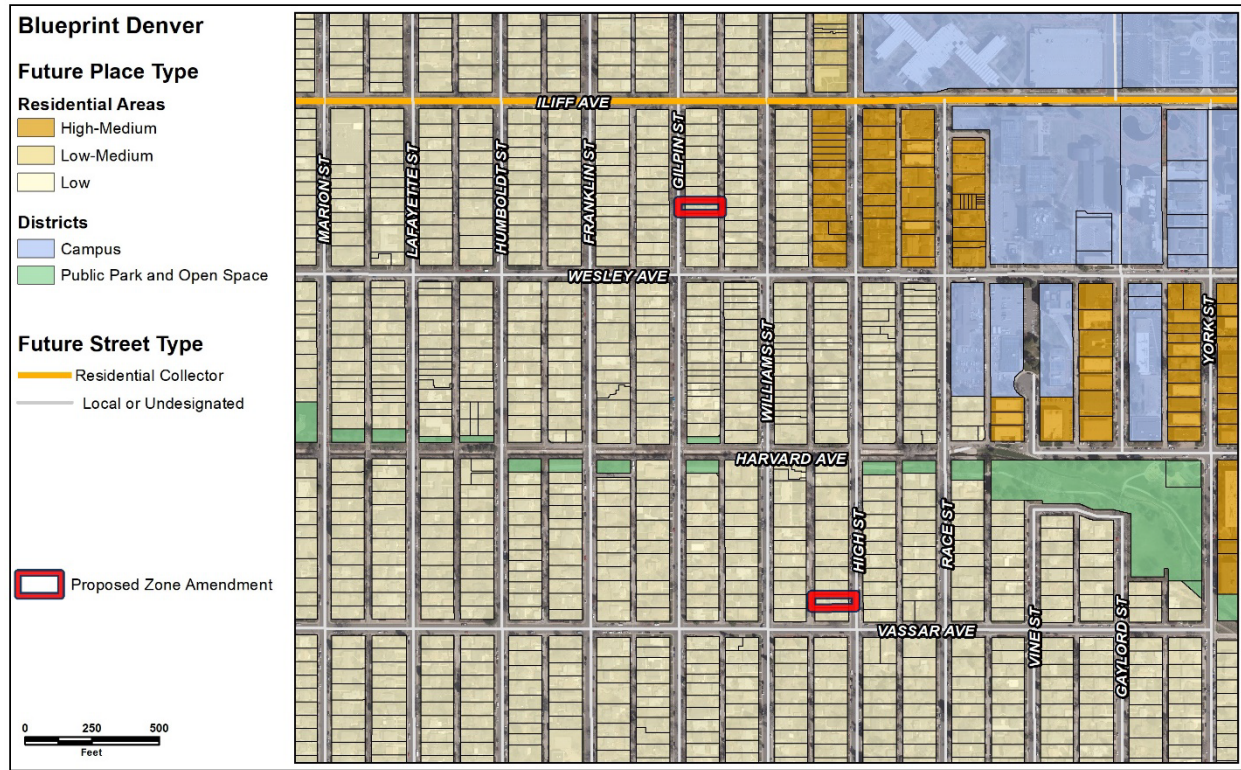 Blueprint Denver
Future Place Type
Residential Areas
High-Medium
Low-Medium
Low
Districts
Campus
Public Park and Open Space
Future Street Type
Residential Collector
Local or Undesignated
Proposed Zone Amendment
0 250 500
Feet
ILIFF AVE
MARION ST
LAFAYETTE ST
HUMBOLDT ST
FRANKLIN ST
GILPIN ST
WESLEY AVE
WILLIAMS ST
YORK ST
HARVARD AVE
HIGH ST
RACE ST
VASSAR AVE
VINE ST
GAYLORD ST